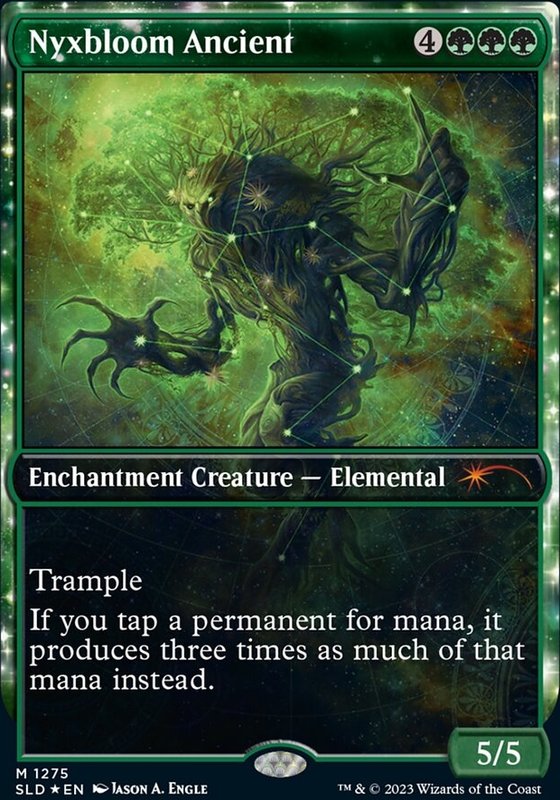 Nyxbloom Ancient 4
Enchantment Creature — Elemental
Trample
If you tap a permanent for mana, it
produces three times as much of that
mana instead.
5/5
M 1275
SLD ★ EN Jason A. Engle
™ & © 2023 Wizards of the Coast